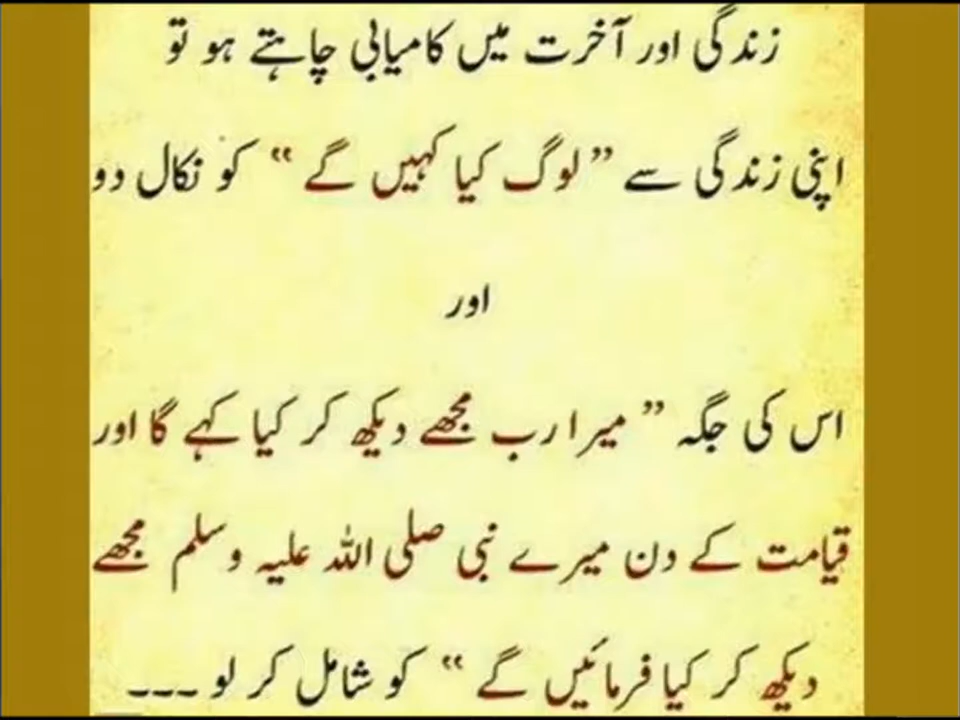 زندگی اور آخرت میں کامیابی چاہتے ہو تو
اپنی زندگی سے ”لوگ کیا کہیں گے“ کو نکال دو
اور
اس کی جگہ ”میرا رب مجھے دیکھ کر کیا کہے گا اور
قیامت کے دن میرے نبی صلی اللہ علیہ وسلم مجھے
دیکھ کر کیا فرمائیں گے“ کو شامل کر لو ۔۔۔